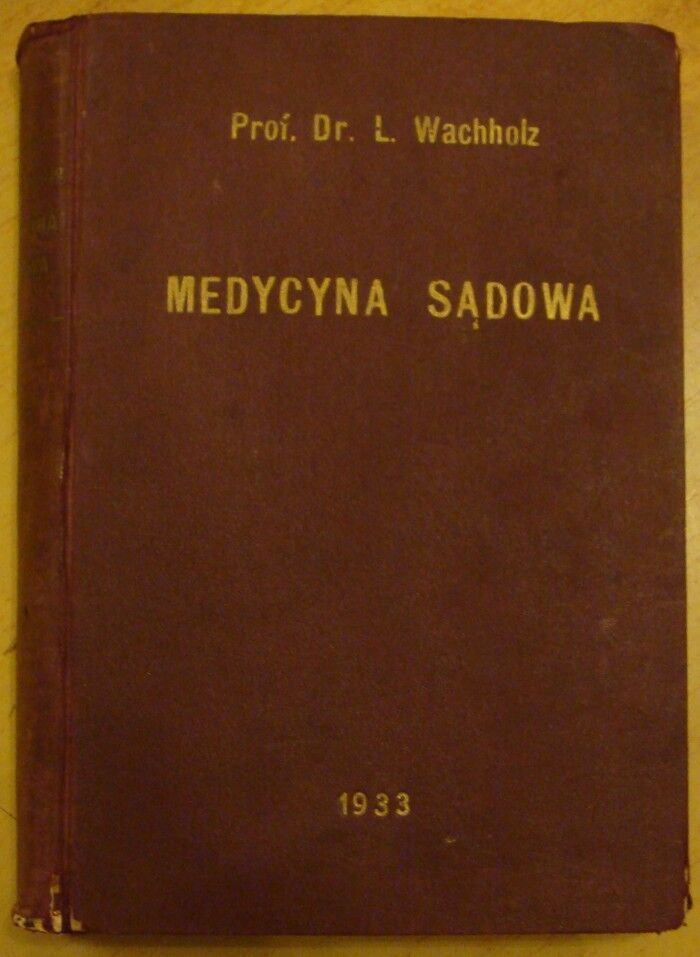 Prof. Dr. L. Wachholz
MEDYCYNA SĄDOWA
1933